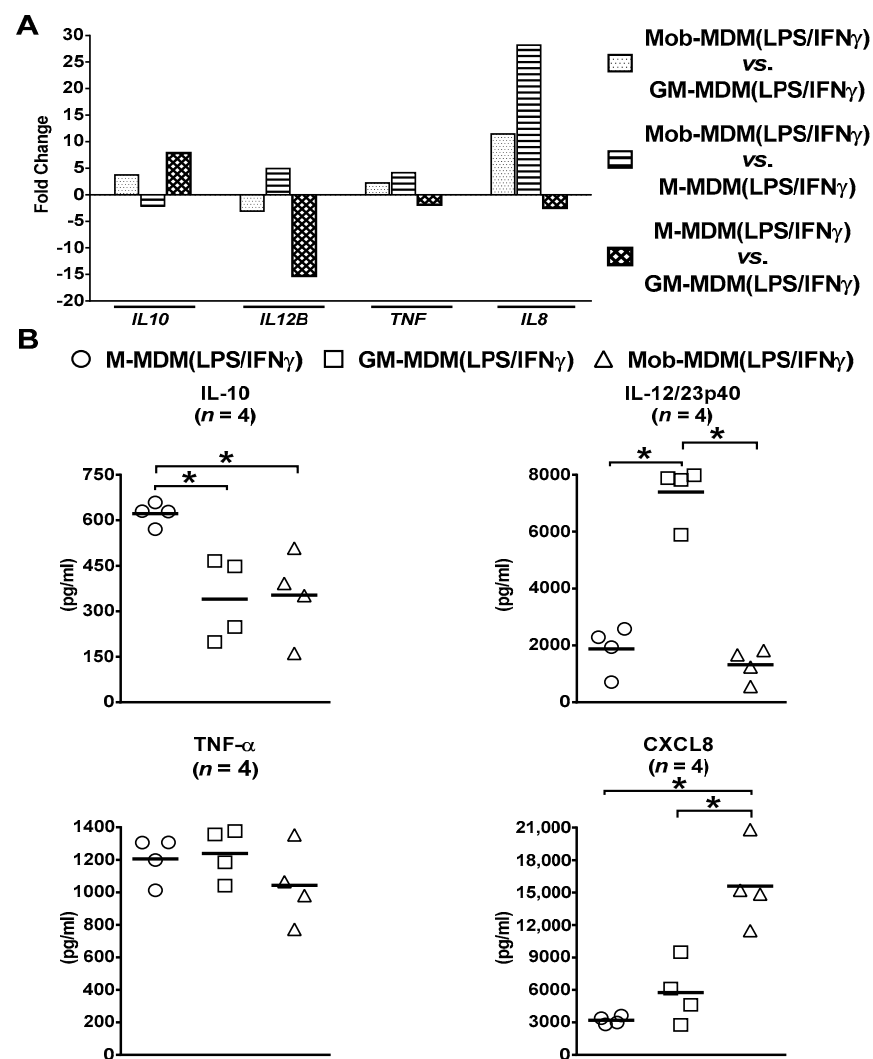 A
30
25
20
15
10
5
0
-5
-10
-15
-20
Fold Change
IL10
IL12B
TNF
IL8
Mob-MDM(LPS/IFNγ)
vs.
GM-MDM(LPS/IFNγ)
Mob-MDM(LPS/IFNγ)
vs.
M-MDM(LPS/IFNγ)
M-MDM(LPS/IFNγ)
vs.
GM-MDM(LPS/IFNγ)
B
M-MDM(LPS/IFNγ) GM-MDM(LPS/IFNγ) Mob-MDM(LPS/IFNγ)
IL-10
(n = 4)
*
*
750
600
450
300
150
0
(pg/ml)
IL-12/23p40
(n = 4)
*
*
8000
6000
4000
2000
0
(pg/ml)
TNF-α
(n = 4)
1400
1200
1000
800
600
400
200
0
(pg/ml)
CXCL8
(n = 4)
*
*
21,000
18,000
15,000
12,000
9000
6000
3000
0
(pg/ml)